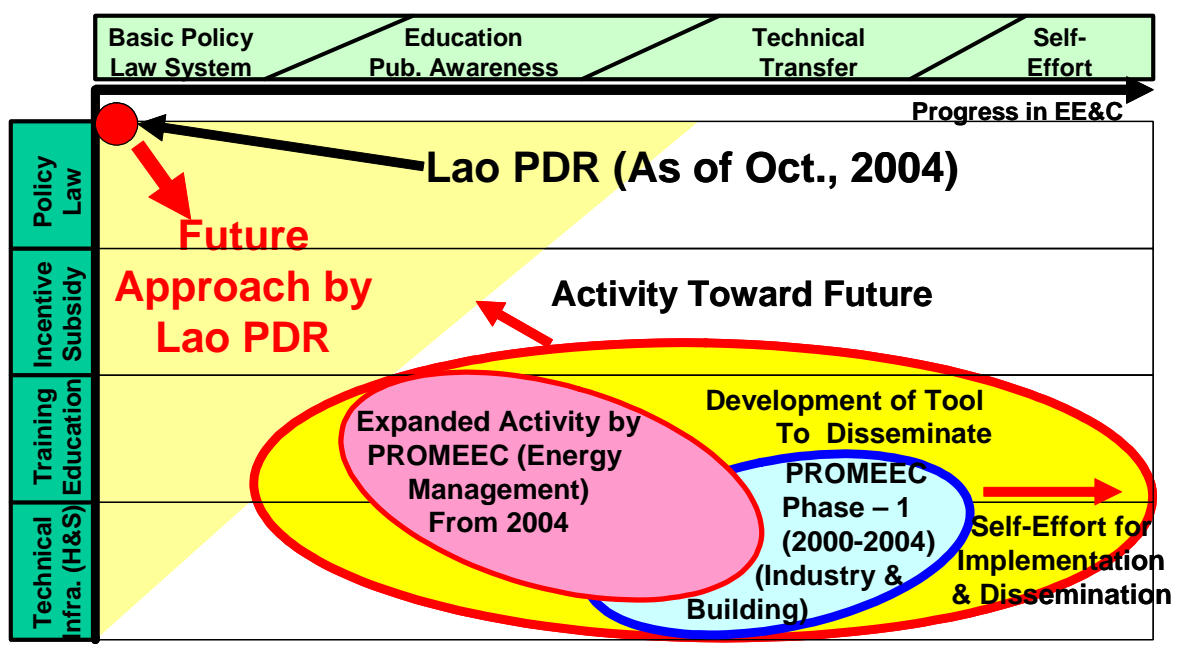 Basic Policy
Law System
Education
Pub. Awareness
Technical
Transfer
Self-
Effort
Progress in EE&C
Policy
Law
Lao PDR (As of Oct., 2004)
Future
Approach by
Lao PDR
Incentive
Subsidy
Activity Toward Future
Training
Education
Expanded Activity by
PROMEEC (Energy
Management)
From 2004
Development of Tool
To Disseminate
PROMEEC
Phase – 1
(2000-2004)
(Industry &
Building)
Technical
Infra. (H&S)
Self-Effort for
Implementation
& Dissemination